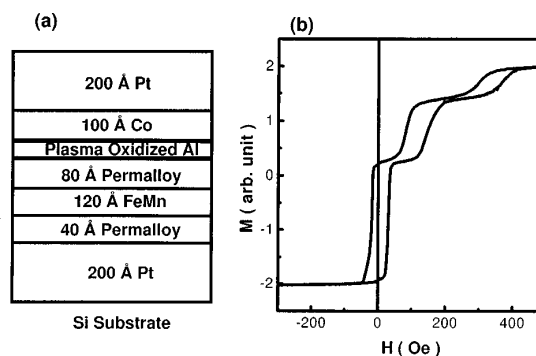 (a)
200 Å Pt
100 Å Co
Plasma Oxidized Al
80 Å Permalloy
120 Å FeMn
40 Å Permalloy
200 Å Pt
Si Substrate
(b)
M ( arb. unit )
2
1
0
-1
-2
-200
0
200
400
H ( Oe )